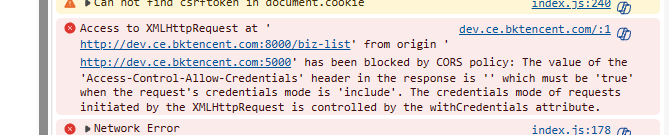 Can not find csrftoken in document.cookie index.js:240
Access to XMLHttpRequest at ' dev.ce.bktencent.com/:1
http://dev.ce.bktencent.com:8000/biz-list' from origin '
http://dev.ce.bktencent.com:5000' has been blocked by CORS policy: The value of the
'Access-Control-Allow-Credentials' header in the response is '' which must be 'true'
when the request's credentials mode is 'include'. The credentials mode of requests
initiated by the XMLHttpRequest is controlled by the withCredentials attribute.
Network Error index.js:178